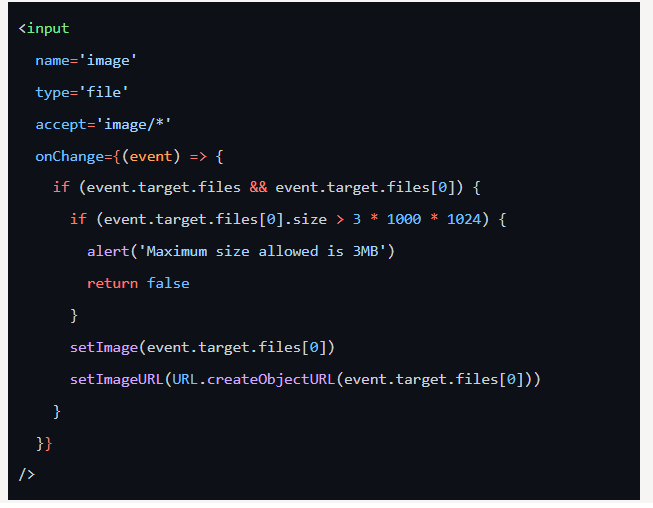 <input
name='image'
type='file'
accept='image/*'
onChange={(event) => {
if (event.target.files && event.target.files[0]) {
if (event.target.files[0].size > 3 * 1000 * 1024) {
alert('Maximum size allowed is 3MB')
return false
}
setImage(event.target.files[0])
setImageURL(URL.createObjectURL(event.target.files[0]))
}
}}
/>